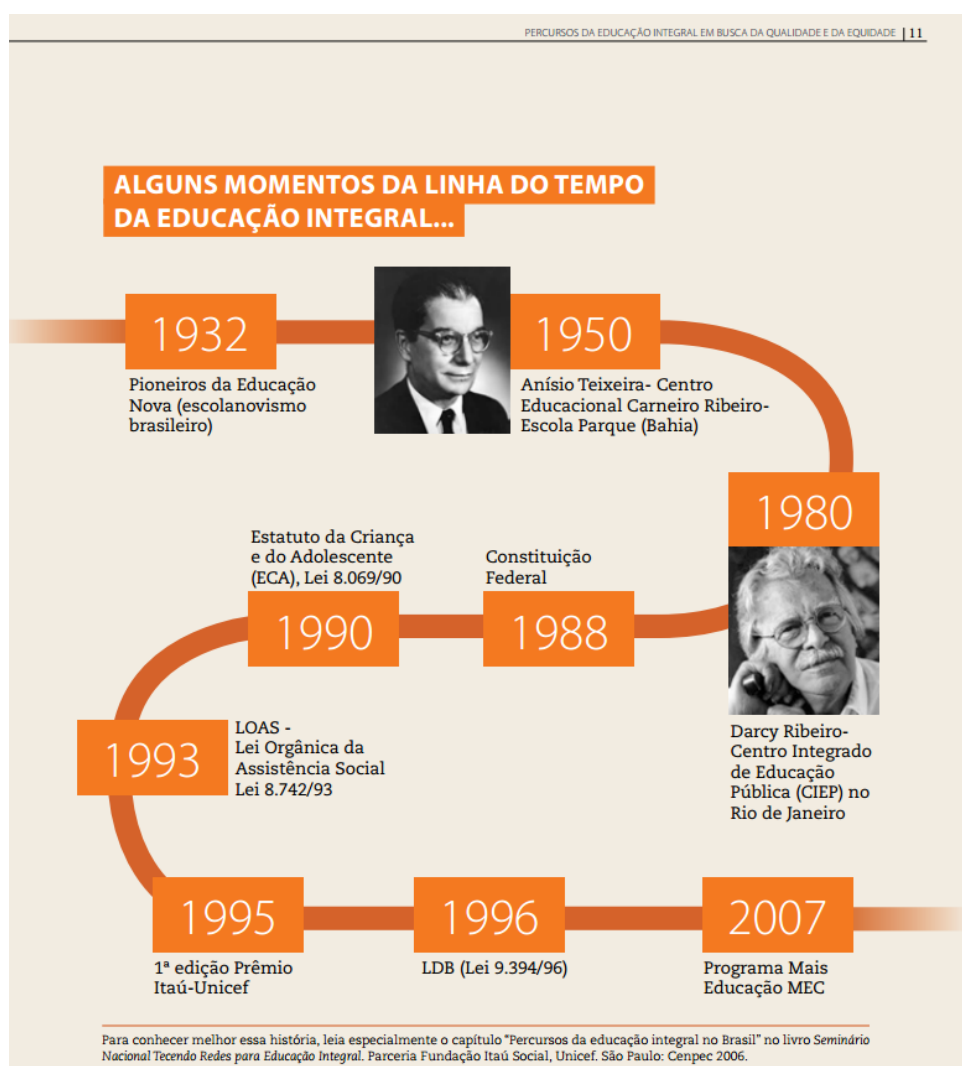 PERCURSOS DA EDUCAÇÃO INTEGRAL EM BUSCA DA QUALIDADE E DA EQUIDADE | 11
ALGUNS MOMENTOS DA LINHA DO TEMPO
DA EDUCAÇÃO INTEGRAL...
1932
Pioneiros da Educação
Nova (escolanovismo
brasileiro)
1950
Anísio Teixeira- Centro
Educacional Carneiro Ribeiro-
Escola Parque (Bahia)
1980
Darcy Ribeiro-
Centro Integrado
de Educação
Pública (CIEP) no
Rio de Janeiro
Constituição
Federal
1988
Estatuto da Criança
e do Adolescente
(ECA), Lei 8.069/90
1990
1993
LOAS -
Lei Orgânica da
Assistência Social
Lei 8.742/93
1995
1ª edição Prêmio
Itaú-Unicef
1996
LDB (Lei 9.394/96)
2007
Programa Mais
Educação MEC
Para conhecer melhor essa história, leia especialmente o capítulo "Percursos da educação integral no Brasil" no livro Seminário
Nacional Tecendo Redes para Educação Integral. Parceria Fundação Itaú Social, Unicef. São Paulo: Cenpec 2006.